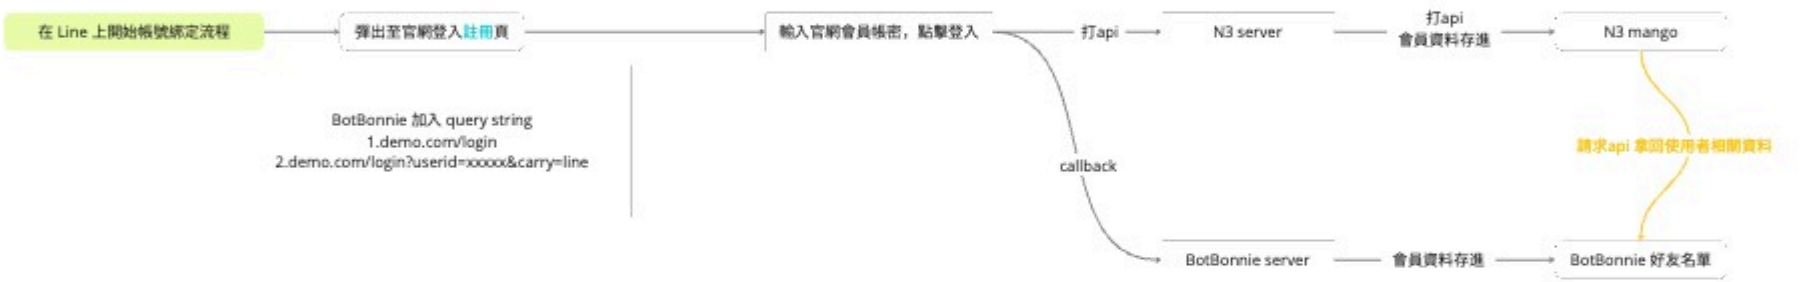 在 Line 上開始帳號綁定流程
彈出至官網登入註冊頁
輸入官網會員帳密，點擊登入
打api
N3 server
打api
會員資料存進
N3 mango
BotBonnie 加入 query string
1.demo.com/login
2.demo.com/login?userid=xxxxx&carry=line
callback
請求api 拿回使用者相關資料
BotBonnie server
會員資料存進
BotBonnie 好友名單